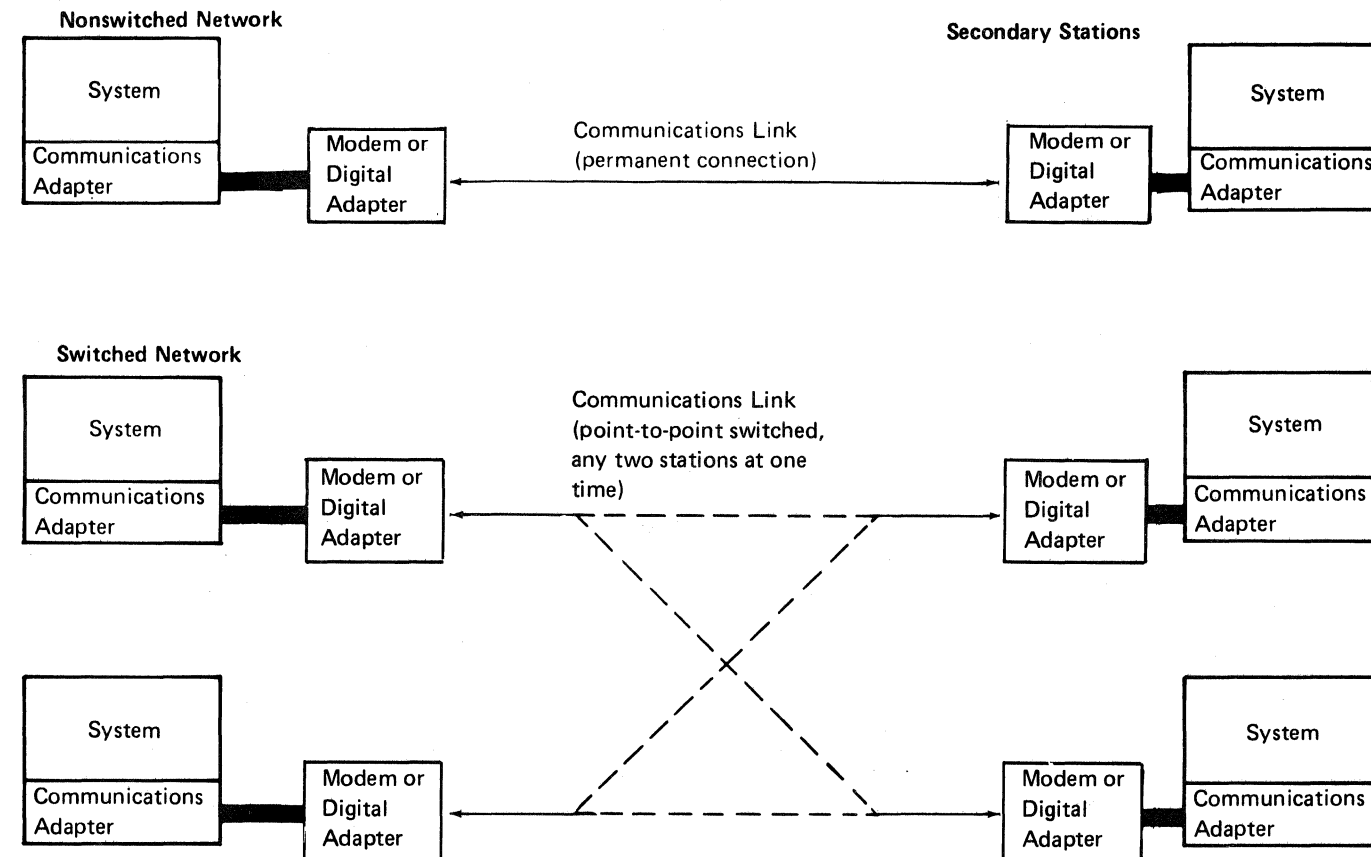 Nonswitched Network
Secondary Stations
System
Communications
Adapter
Modem or
Digital
Adapter
Communications Link
(permanent connection)
Modem or
Digital
Adapter
System
Communications
Adapter
Switched Network
System
Communications
Adapter
Modem or
Digital
Adapter
Communications Link
(point-to-point switched,
any two stations at one
time)
Modem or
Digital
Adapter
System
Communications
Adapter
System
Communications
Adapter
Modem or
Digital
Adapter
Modem or
Digital
Adapter
System
Communications
Adapter